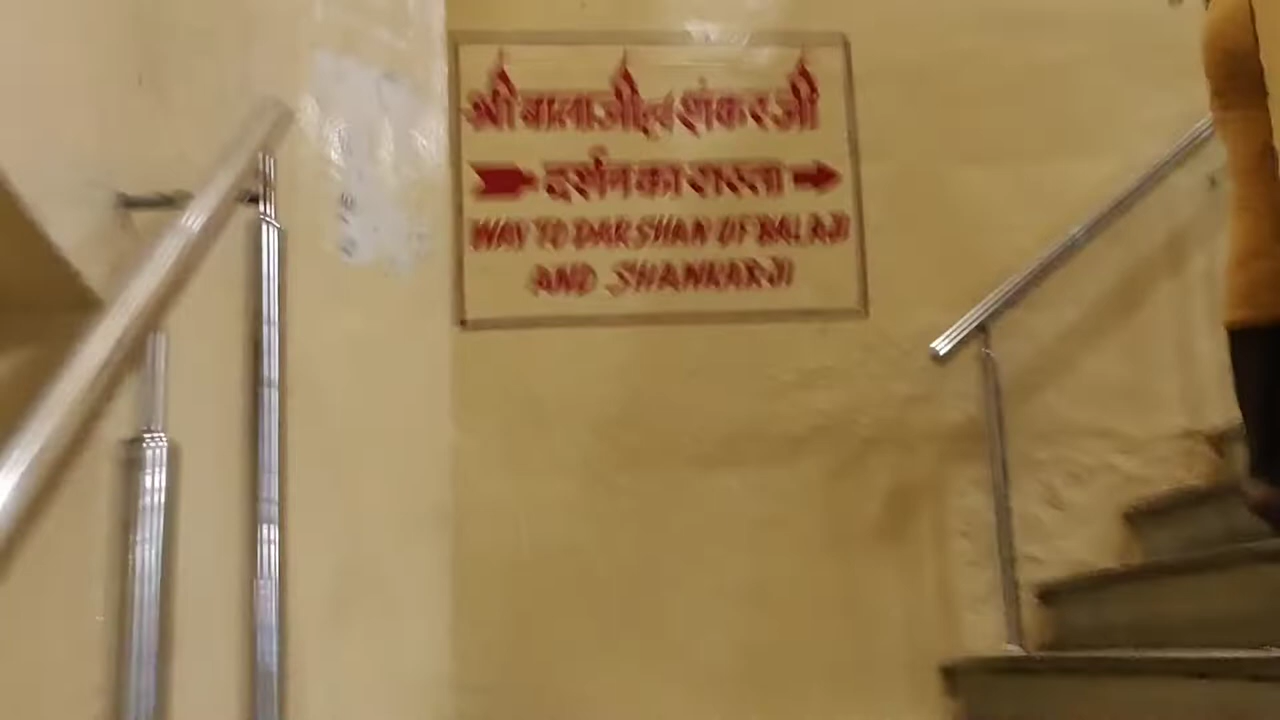 श्री बालाजी एवं शंकर जी
दर्शन का रास्ता
WAY TO DARSHAN OF BALAJI
AND SHANKARJI